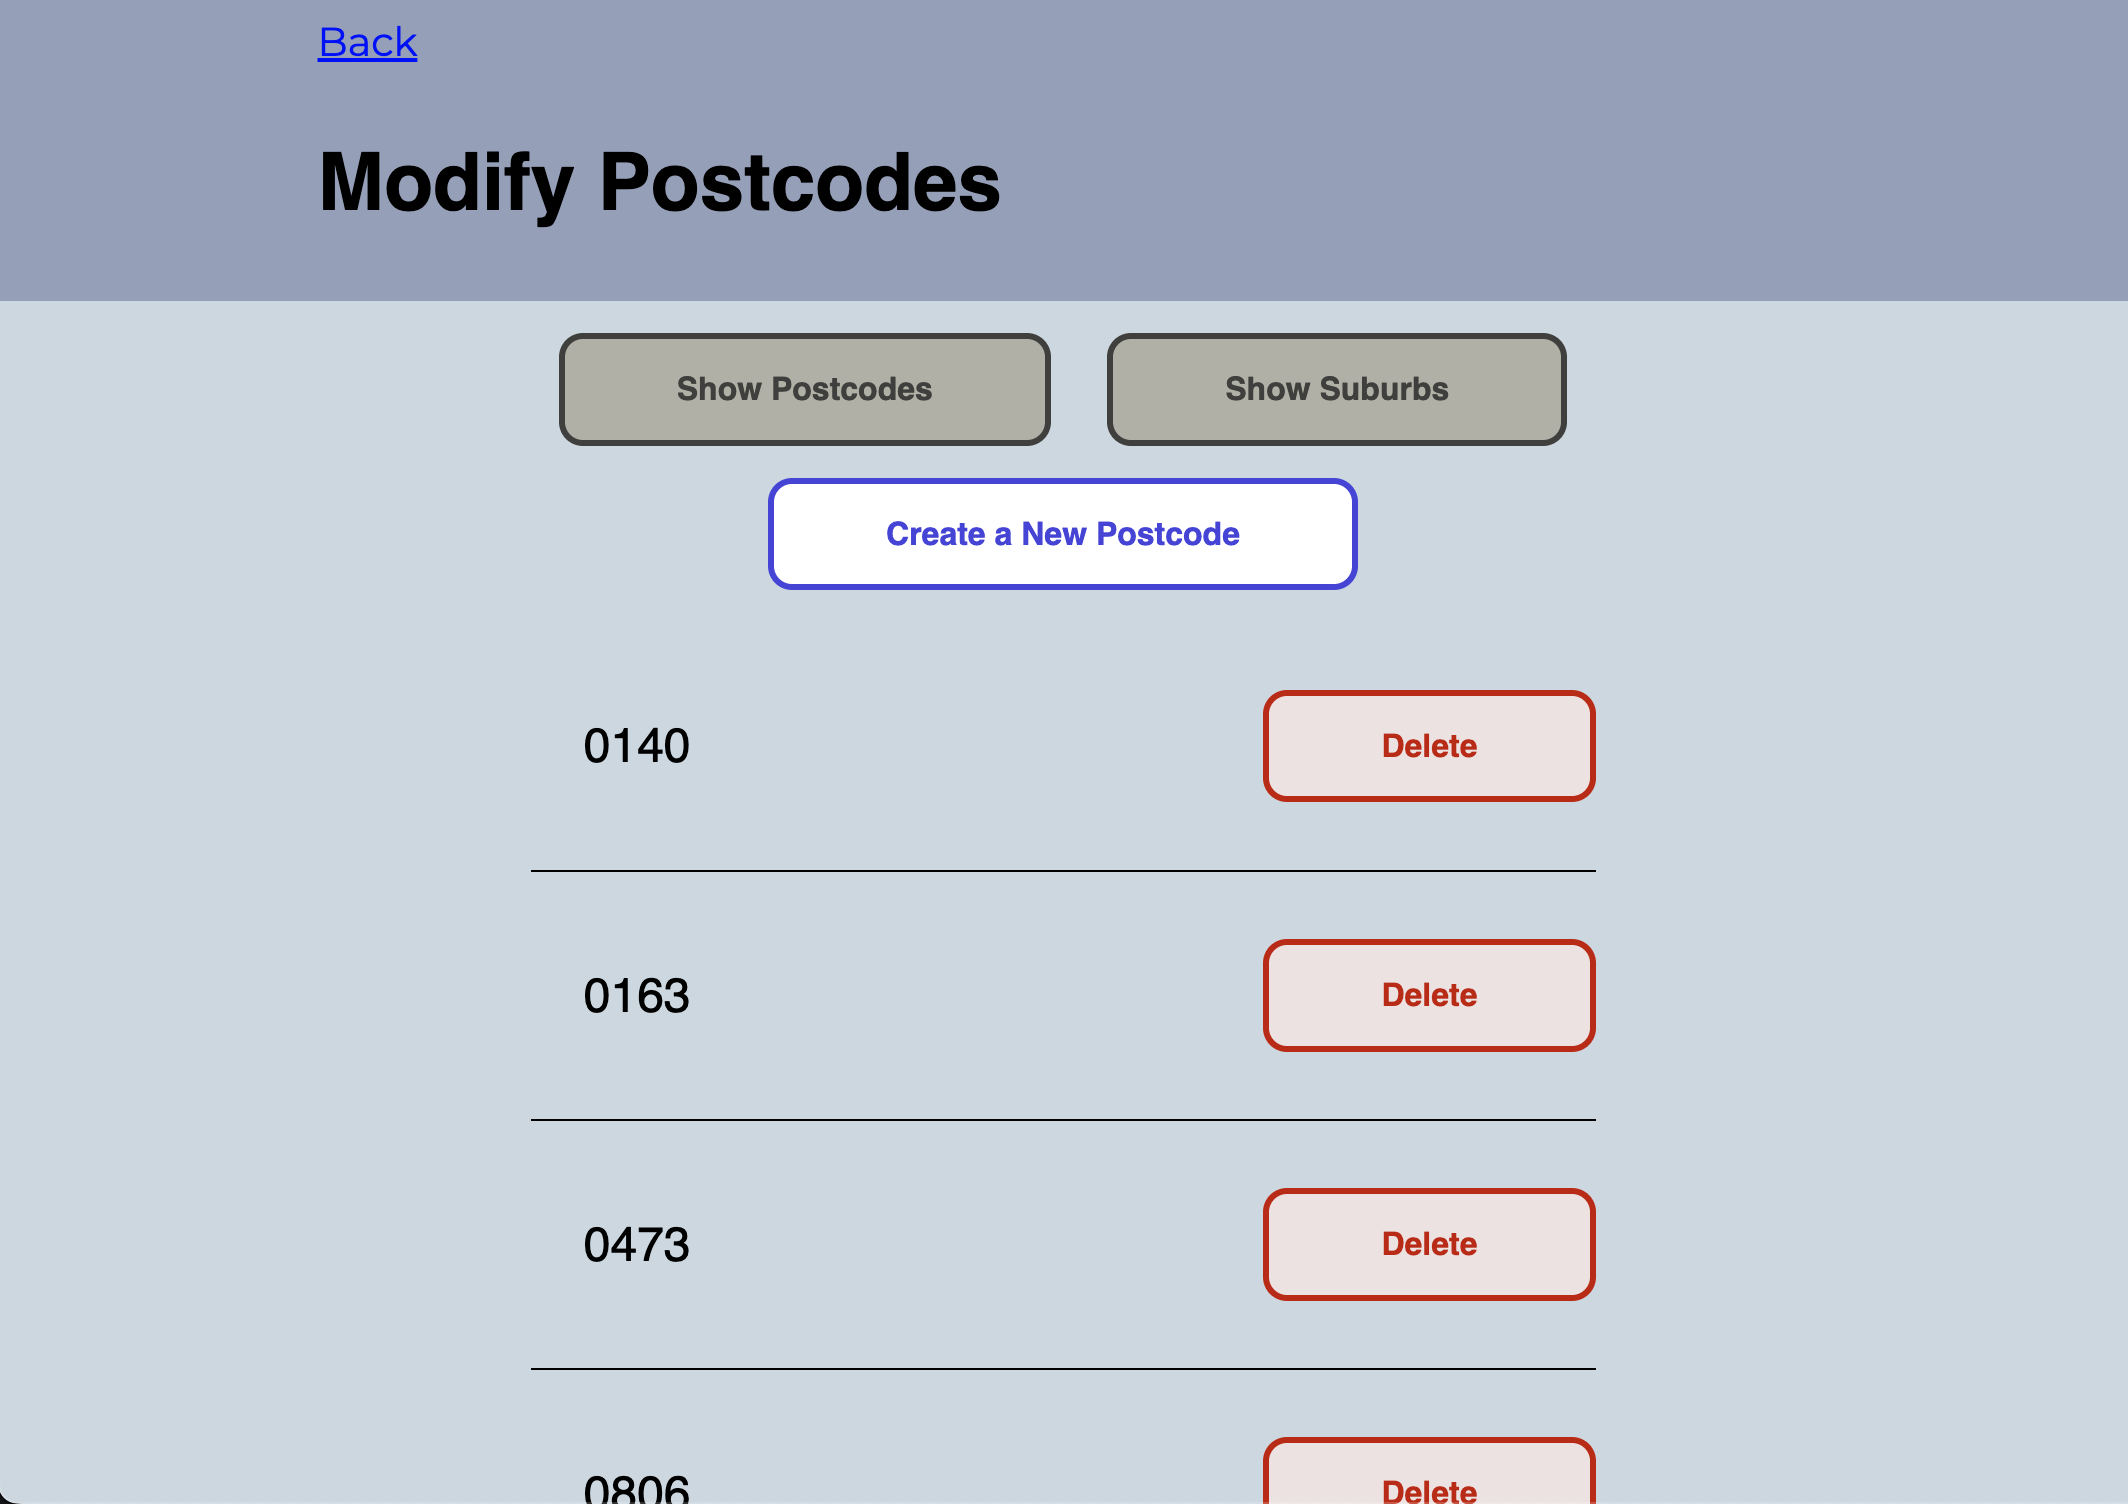 Back
Modify Postcodes
Show Postcodes Show Suburbs
Create a New Postcode
0140 Delete
0163 Delete
0473 Delete
0806 Delete